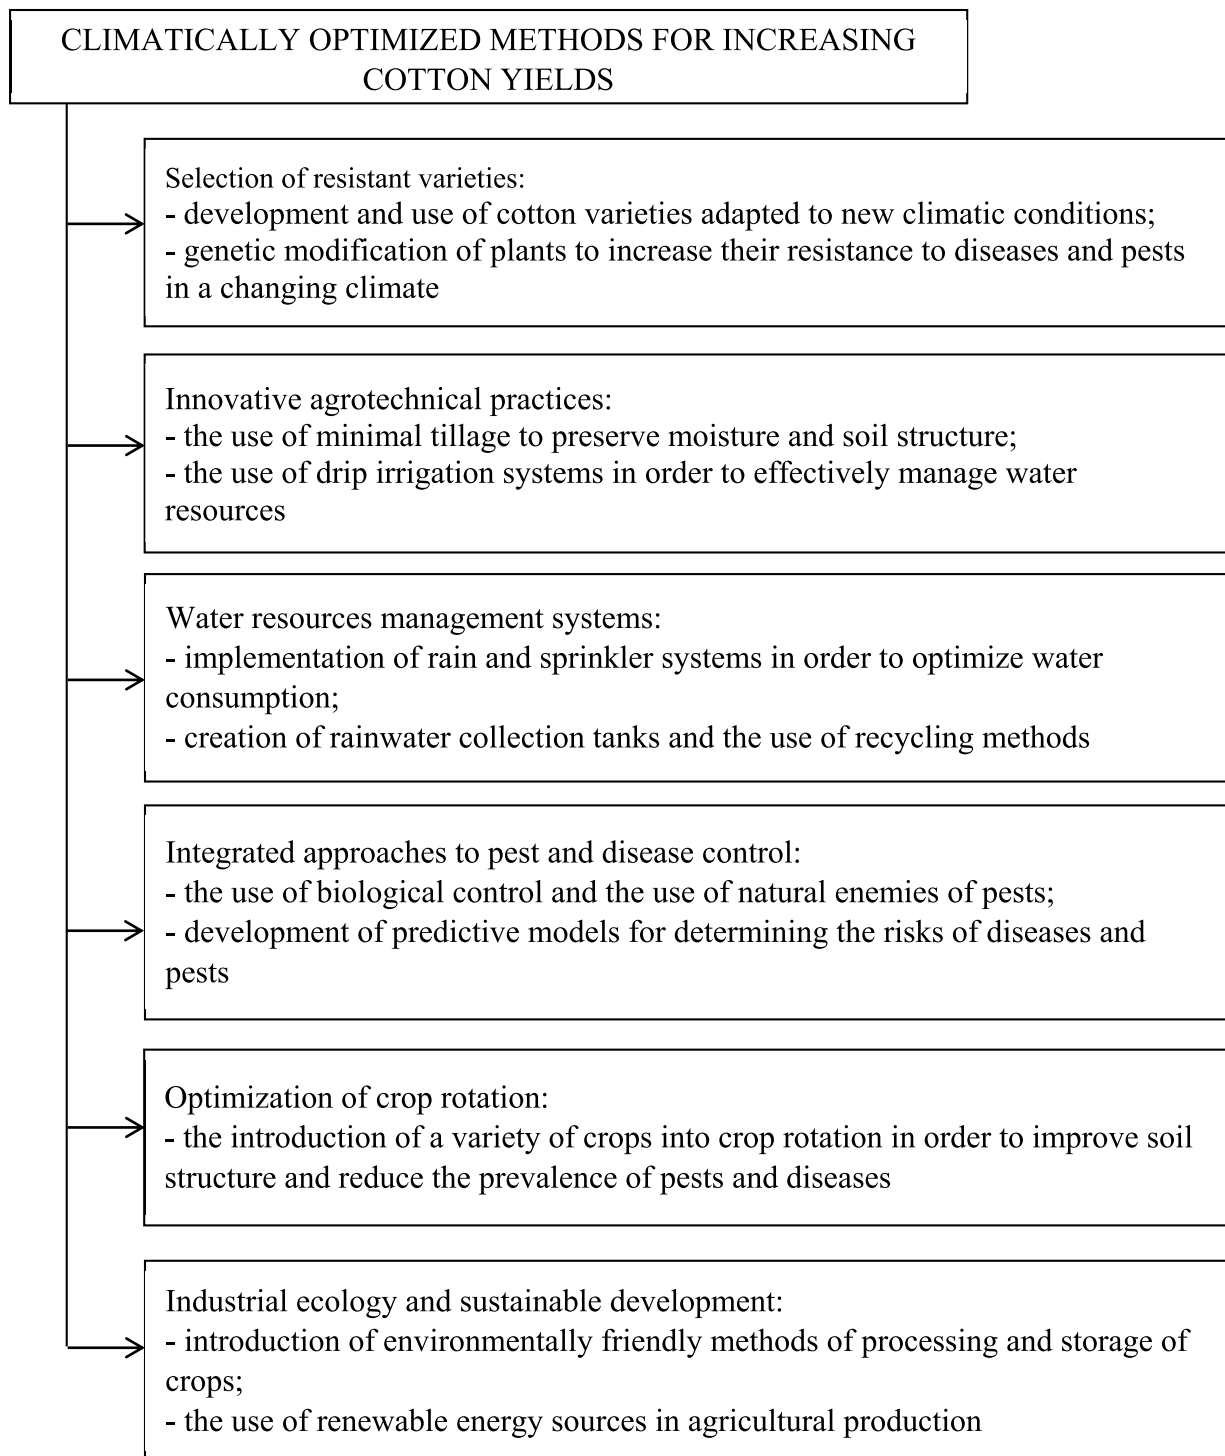 CLIMATICALLY OPTIMIZED METHODS FOR INCREASING
COTTON YIELDS
Selection of resistant varieties:
- development and use of cotton varieties adapted to new climatic conditions;
- genetic modification of plants to increase their resistance to diseases and pests
in a changing climate
Innovative agrotechnical practices:
- the use of minimal tillage to preserve moisture and soil structure;
- the use of drip irrigation systems in order to effectively manage water
resources
Water resources management systems:
- implementation of rain and sprinkler systems in order to optimize water
consumption;
- creation of rainwater collection tanks and the use of recycling methods
Integrated approaches to pest and disease control:
- the use of biological control and the use of natural enemies of pests;
- development of predictive models for determining the risks of diseases and
pests
Optimization of crop rotation:
- the introduction of a variety of crops into crop rotation in order to improve soil
structure and reduce the prevalence of pests and diseases
Industrial ecology and sustainable development:
- introduction of environmentally friendly methods of processing and storage of
crops;
- the use of renewable energy sources in agricultural production